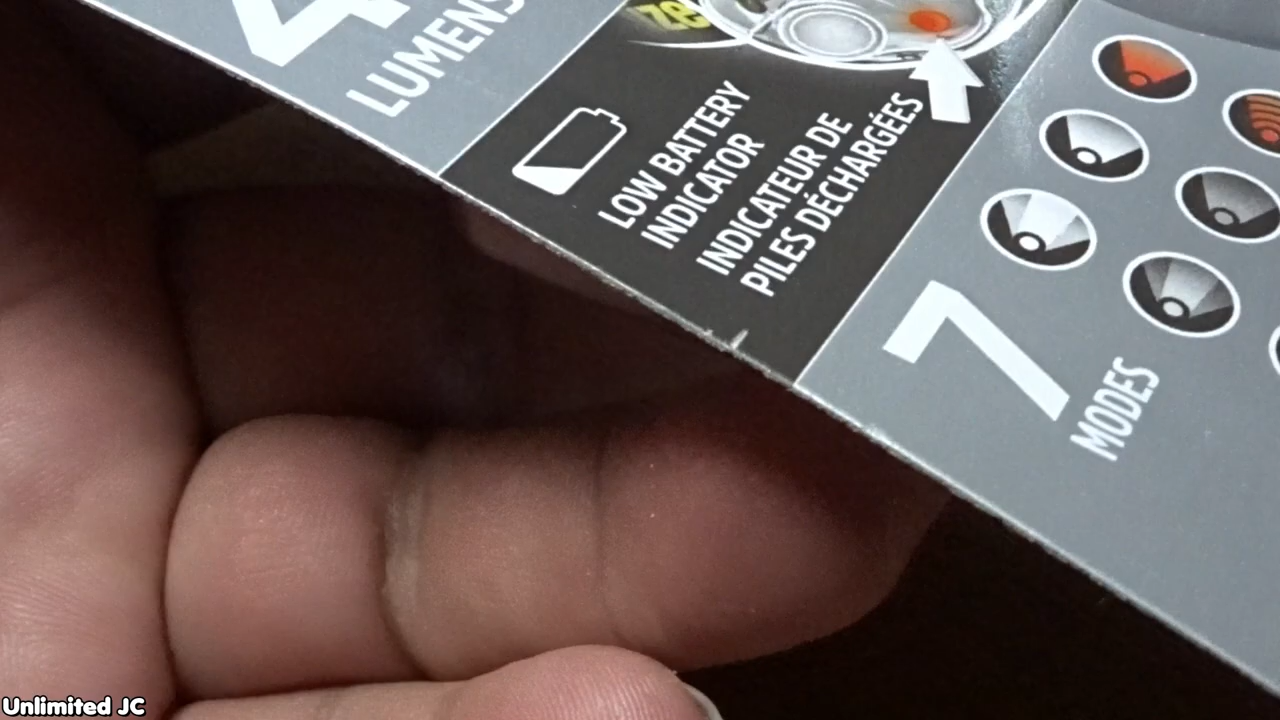 LUMENS
LOW BATTERY
INDICATOR
INDICATEUR DE
PILES DÉCHARGÉES
7
MODES
Unlimited JC